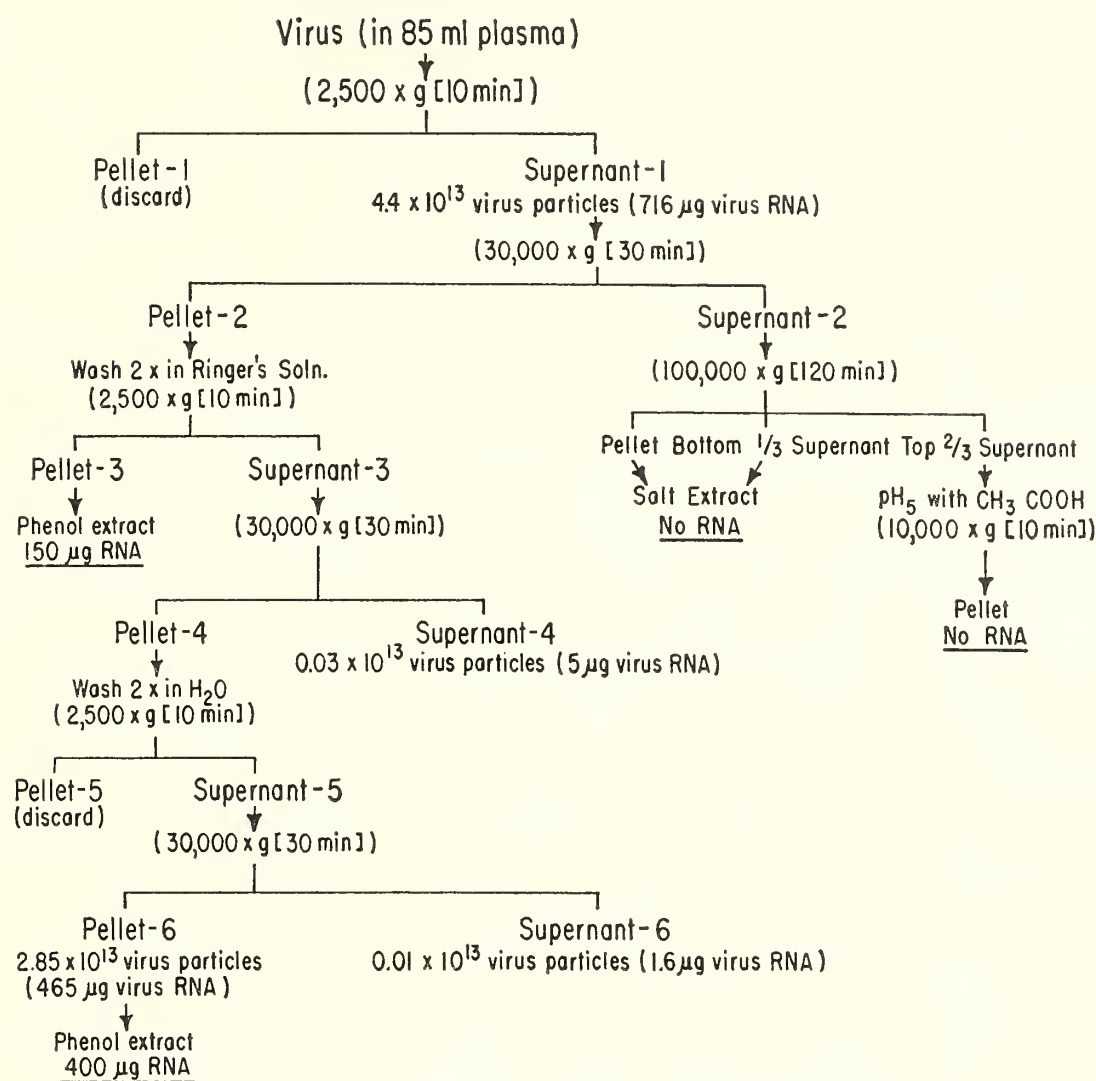 Virus (in 85 ml plasma)
(2,500 x g [10 min])
Pellet-1
(discard)
Supernant-1
4.4 x 10¹³ virus particles (716 µg virus RNA)
(30,000 x g [30 min])
Pellet-2
Wash 2 x in Ringer's Soln.
(2,500 x g [10 min])
Supernant-2
(100,000 x g [120 min])
Pellet-3
Phenol extract
150 µg RNA
Supernant-3
(30,000 x g [30 min])
Pellet Bottom 1/3 Supernant Top 2/3 Supernant
Salt Extract
No RNA
pH5 with CH3 COOH
(10,000 x g [10 min])
Pellet
No RNA
Pellet-4
Wash 2 x in H₂O
(2,500 x g [10 min])
Supernant-4
0.03 x 10¹³ virus particles (5 µg virus RNA)
Pellet-5
(discard)
Supernant-5
(30,000 x g [30 min])
Pellet-6
2.85 x 10¹³ virus particles
(465 µg virus RNA)
Phenol extract
400 µg RNA
Supernant-6
0.01 x 10¹³ virus particles (1.6 µg virus RNA)